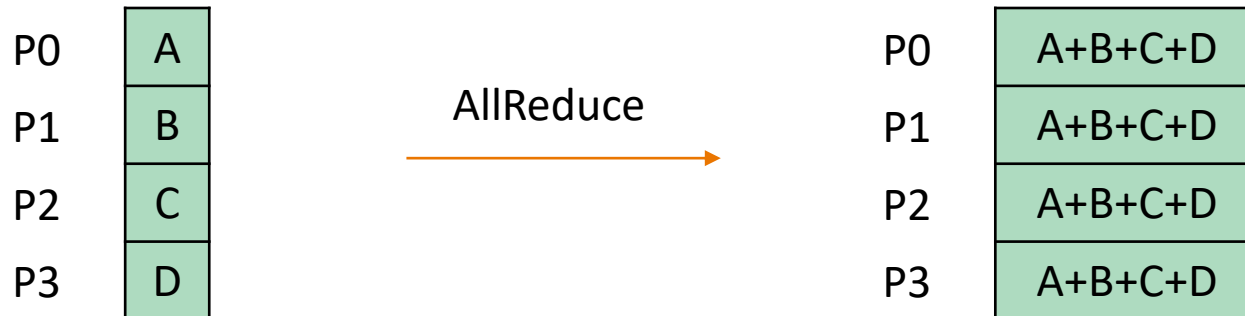 P0 A P0 A+B+C+D
AllReduce
P1 B P1 A+B+C+D
P2 C P2 A+B+C+D
P3 D P3 A+B+C+D